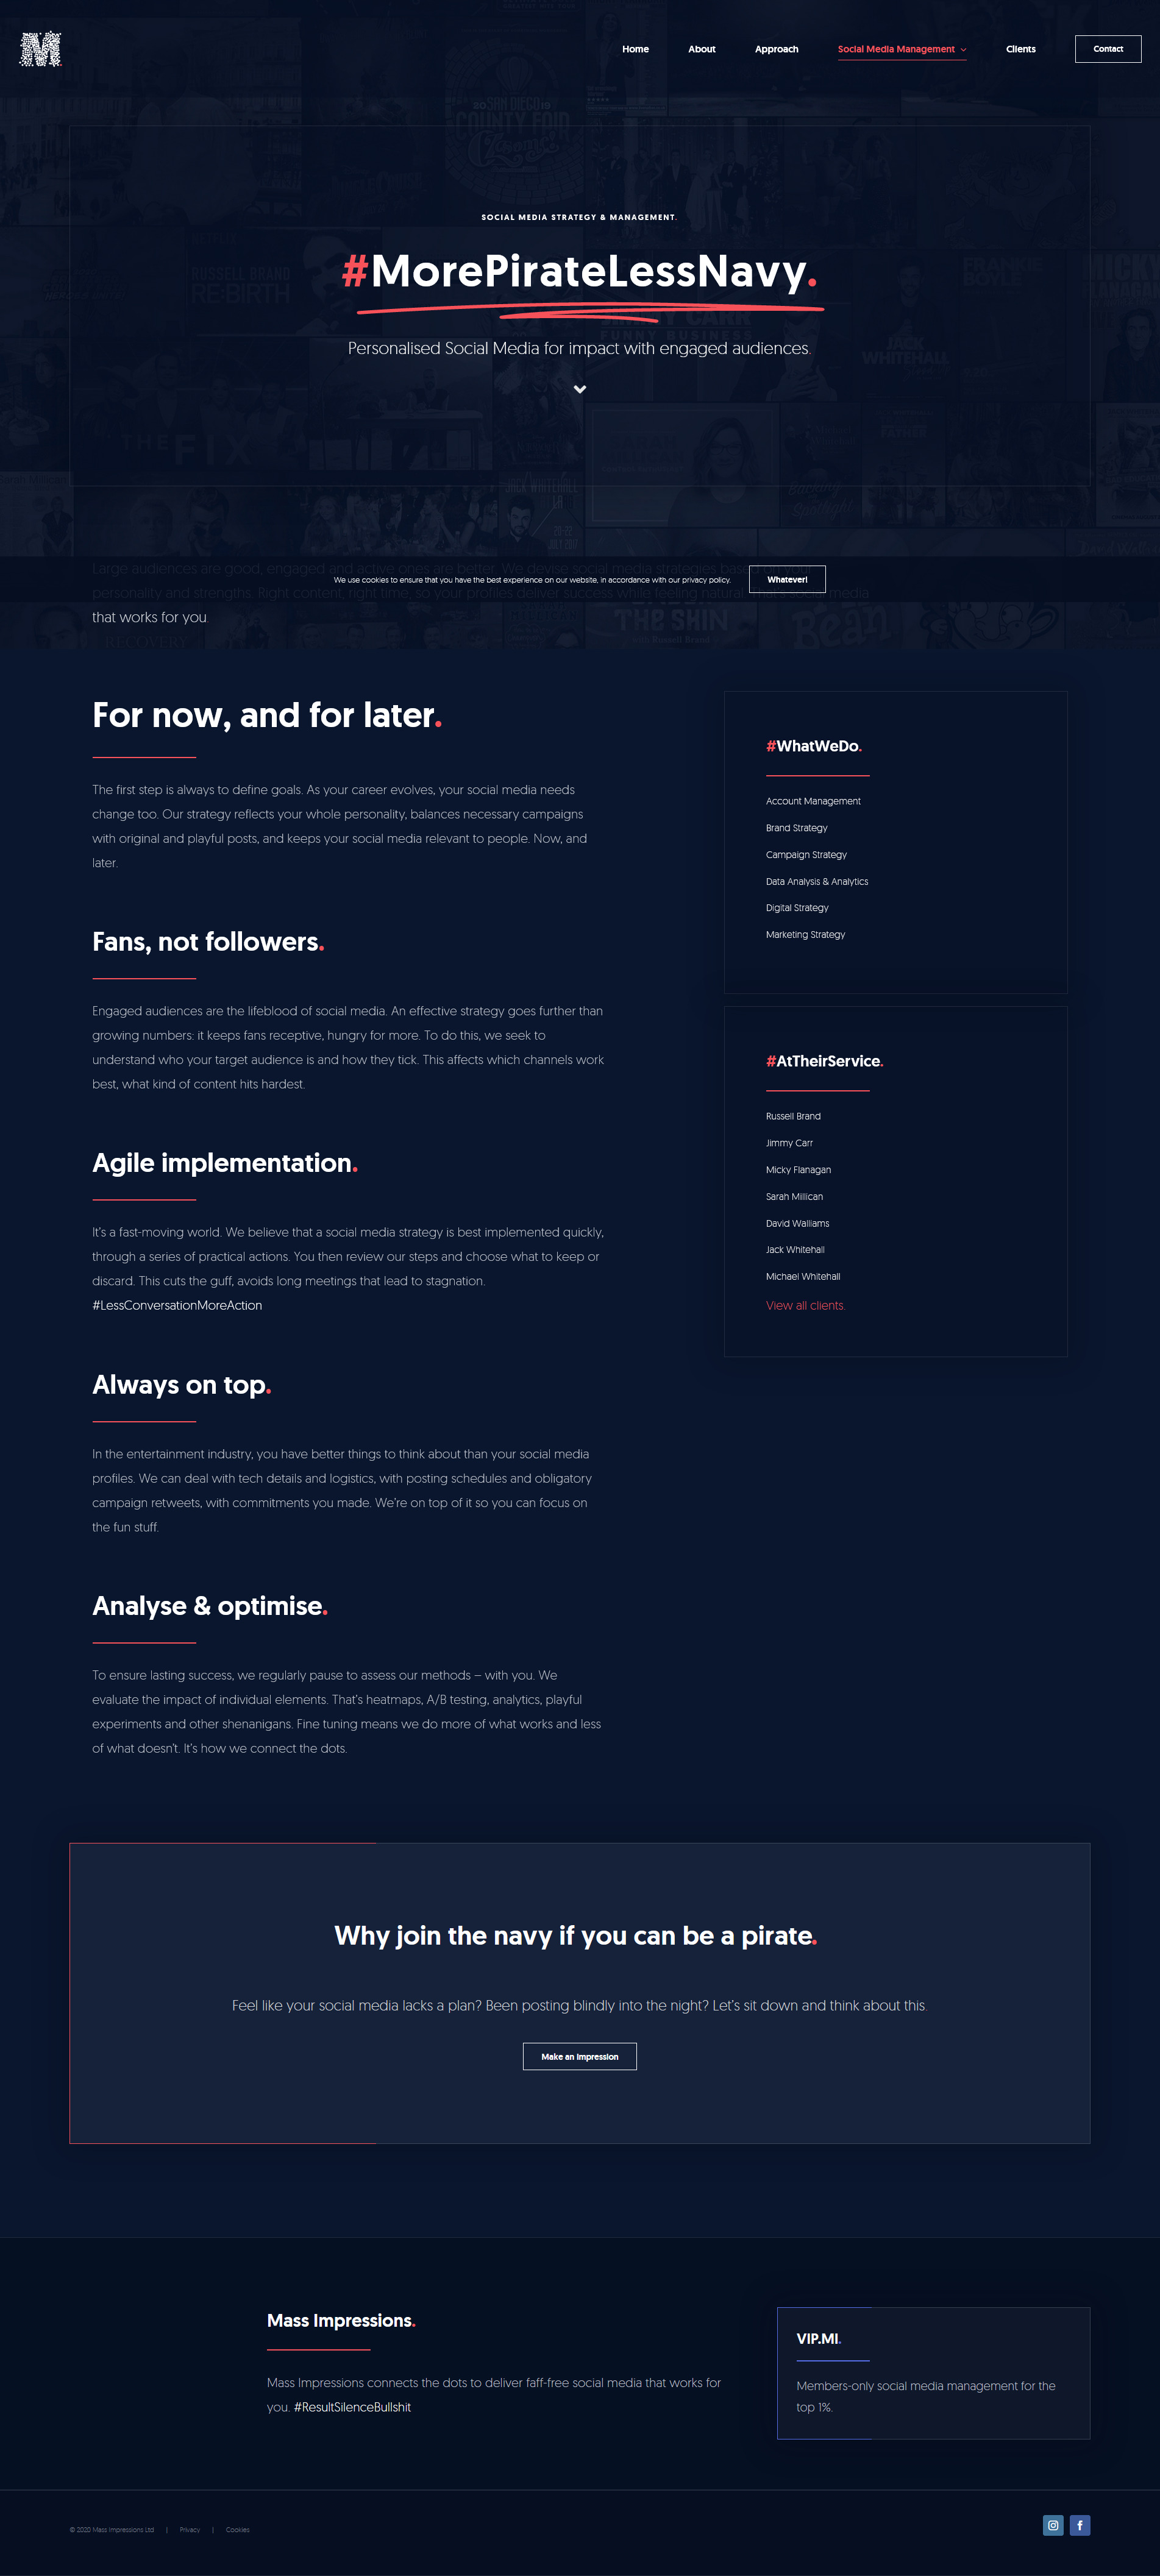 M.
Home
About
Approach
Social Media Management
Clients
Contact
SOCIAL MEDIA STRATEGY & MANAGEMENT.
#MorePirateLessNavy.
Personalised Social Media for impact with engaged audiences.
Large audiences are good, engaged and active ones are better. We devise social media strategies based on your
personality and strengths. Right content, right time, so your profiles deliver success while feeling natural. That's social media
that works for you
We use cookies to ensure that you have the best experience on our website, in accordance with our privacy policy.
Whatever!
For now, and for later.
The first step is always to define goals. As your career evolves, your social media needs
change too. Our strategy reflects your whole personality, balances necessary campaigns
with original and playful posts, and keeps your social media relevant to people. Now, and
later.
Fans, not followers.
Engaged audiences are the lifeblood of social media. An effective strategy goes further than
growing numbers: it keeps fans receptive, hungry for more. To do this, we seek to
understand who your target audience is and how they tick. This affects which channels work
best, what kind of content hits hardest.
Agile implementation.
It's a fast-moving world. We believe that a social media strategy is best implemented quickly,
through a series of practical actions. You then review our steps and choose what to keep or
discard. This cuts the guff, avoids long meetings that lead to stagnation.
#LessConversationMoreAction
Always on top.
In the entertainment industry, you have better things to think about than your social media
profiles. We can deal with tech details and logistics, with posting schedules and obligatory
campaign retweets, with commitments you made. We're on top of it so you can focus on
the fun stuff.
Analyse & optimise.
To ensure lasting success, we regularly pause to assess our methods – with you. We
evaluate the impact of individual elements. That's heatmaps, A/B testing, analytics, playful
experiments and other shenanigans. Fine tuning means we do more of what works and less
of what doesn't. It's how we connect the dots.
#WhatWeDo.
Account Management
Brand Strategy
Campaign Strategy
Data Analysis & Analytics
Digital Strategy
Marketing Strategy
#AtTheirService.
Russell Brand
Jimmy Carr
Micky Flanagan
Sarah Millican
David Walliams
Jack Whitehall
Michael Whitehall
View all clients.
Why join the navy if you can be a pirate.
Feel like your social media lacks a plan? Been posting blindly into the night? Let's sit down and think about this.
Make an Impression
Mass Impressions.
Mass Impressions connects the dots to deliver faff-free social media that works for
you. #ResultSilenceBullshit
VIP.MI.
Members-only social media management for the
top 1%.
© 2020 Mass Impressions Ltd | Privacy | Cookies